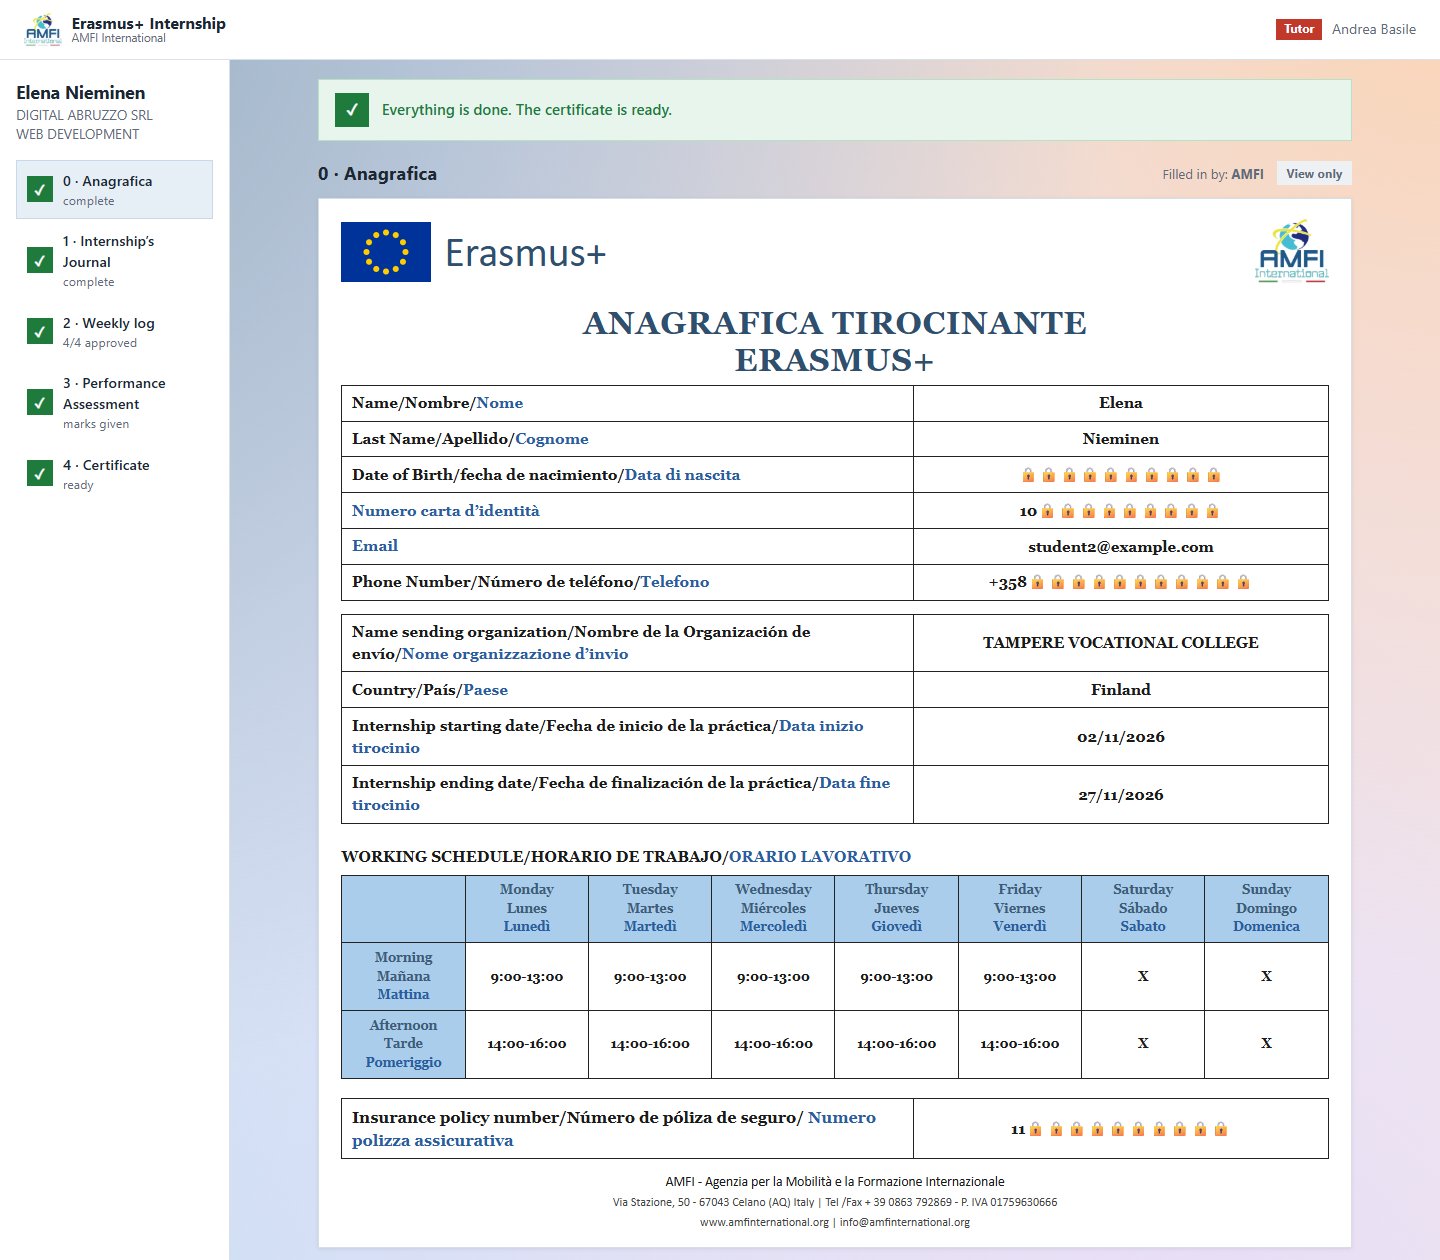 AMFI
International
Erasmus+ Internship
AMFI International
Tutor
Andrea Basile
Elena Nieminen
DIGITAL ABRUZZO SRL
WEB DEVELOPMENT
0 · Anagrafica
complete
1 · Internship’s
Journal
complete
2 · Weekly log
4/4 approved
3 · Performance
Assessment
marks given
4 · Certificate
ready
Everything is done. The certificate is ready.
0 · Anagrafica
Filled in by: AMFI
View only
Erasmus+
AMFI
International
ANAGRAFICA TIROCINANTE
ERASMUS+
Name/Nombre/Nome
Elena
Last Name/Apellido/Cognome
Nieminen
Date of Birth/fecha de nacimiento/Data di nascita
🔒🔒🔒🔒🔒🔒🔒🔒🔒🔒
Numero carta d’identità
10🔒🔒🔒🔒🔒🔒🔒🔒🔒
Email
student2@example.com
Phone Number/Número de teléfono/Telefono
+358🔒🔒🔒🔒🔒🔒🔒🔒🔒🔒🔒
Name sending organization/Nombre de la Organización de
envío/Nome organizzazione d’invio
TAMPERE VOCATIONAL COLLEGE
Country/País/Paese
Finland
Internship starting date/Fecha de inicio de la práctica/Data inizio
tirocinio
02/11/2026
Internship ending date/Fecha de finalización de la práctica/Data fine
tirocinio
27/11/2026
WORKING SCHEDULE/HORARIO DE TRABAJO/ORARIO LAVORATIVO
Monday
Lunes
Lunedì
Tuesday
Martes
Martedì
Wednesday
Miércoles
Mercoledì
Thursday
Jueves
Giovedì
Friday
Viernes
Venerdì
Saturday
Sábado
Sabato
Sunday
Domingo
Domenica
Morning
Mañana
Mattina
9:00-13:00
9:00-13:00
9:00-13:00
9:00-13:00
9:00-13:00
X
X
Afternoon
Tarde
Pomeriggio
14:00-16:00
14:00-16:00
14:00-16:00
14:00-16:00
14:00-16:00
X
X
Insurance policy number/Número de póliza de seguro/ Numero
polizza assicurativa
11🔒🔒🔒🔒🔒🔒🔒🔒🔒🔒
AMFI - Agenzia per la Mobilità e la Formazione Internazionale
Via Stazione, 50 - 67043 Celano (AQ) Italy | Tel /Fax + 39 0863 792869 - P. IVA 01759630666
www.amfinternational.org | info@amfinternational.org